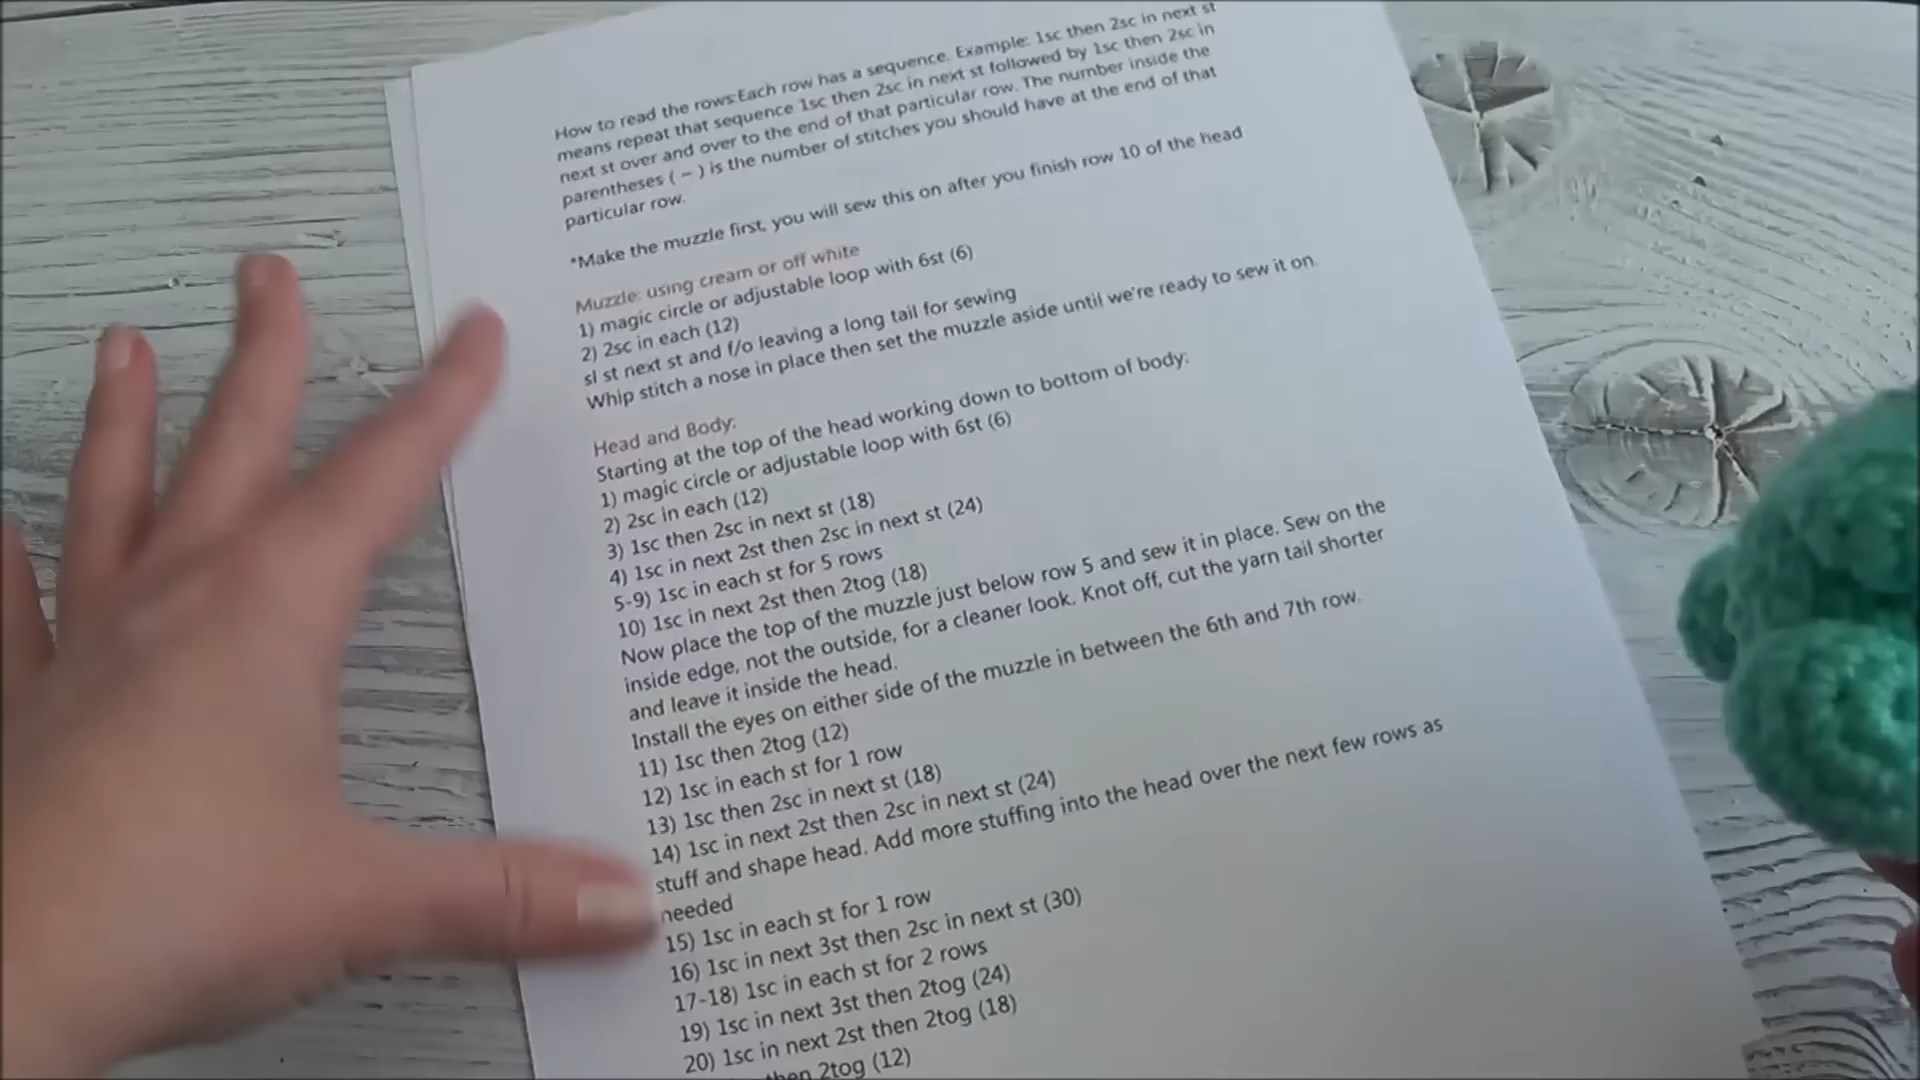 How to read the rows:Each row has a sequence. Example: 1sc then 2sc in next st
means repeat that sequence 1sc then 2sc in next st followed by 1sc then 2sc in
next st over and over to the end of that particular row. The number inside the
parentheses ( – ) is the number of stitches you should have at the end of that
particular row.
*Make the muzzle first, you will sew this on after you finish row 10 of the head
Muzzle: using cream or off white
1) magic circle or adjustable loop with 6st (6)
2) 2sc in each (12)
sl st next st and f/o leaving a long tail for sewing
Whip stitch a nose in place then set the muzzle aside until we're ready to sew it on.
Head and Body:
Starting at the top of the head working down to bottom of body:
1) magic circle or adjustable loop with 6st (6)
2) 2sc in each (12)
3) 1sc then 2sc in next st (18)
4) 1sc in next 2st then 2sc in next st (24)
5-9) 1sc in each st for 5 rows
10) 1sc in next 2st then 2tog (18)
Now place the top of the muzzle just below row 5 and sew it in place. Sew on the
inside edge, not the outside, for a cleaner look. Knot off, cut the yarn tail shorter
and leave it inside the head.
Install the eyes on either side of the muzzle in between the 6th and 7th row.
11) 1sc then 2tog (12)
12) 1sc in each st for 1 row
13) 1sc then 2sc in next st (18)
14) 1sc in next 2st then 2sc in next st (24)
stuff and shape head. Add more stuffing into the head over the next few rows as
needed
15) 1sc in each st for 1 row
16) 1sc in next 3st then 2sc in next st (30)
17-18) 1sc in each st for 2 rows
19) 1sc in next 3st then 2tog (24)
20) 1sc in next 2st then 2tog (18)
then 2tog (12)